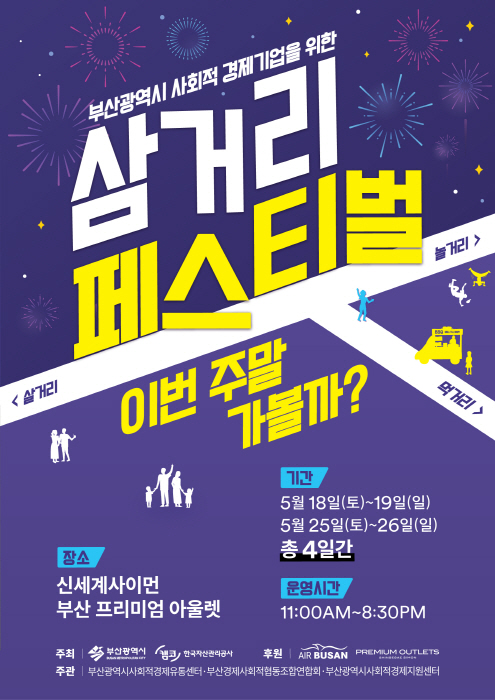 부산광역시 사회적 경제기업을 위한
삼거리
페스티벌
놀거리 >
< 살거리
먹거리 >
이번 주말
가볼까?
기간
5월 18일(토)~19일(일)
5월 25일(토)~26일(일)
총 4일간
장소
신세계사이먼
부산 프리미엄 아울렛
운영시간
11:00AM~8:30PM
주최 | 부산광역시 캠코 한국자산관리공사 후원 | AIR BUSAN PREMIUM OUTLETS
주관 | 부산광역시사회적경제유통센터·부산경제사회적협동조합연합회·부산광역시사회적경제지원센터